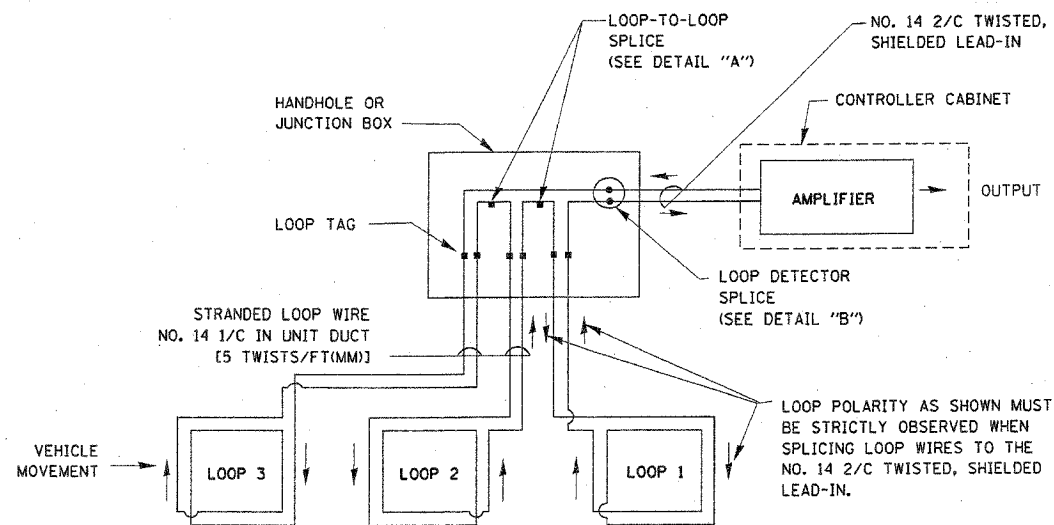 LOOP-TO-LOOP
SPLICE
(SEE DETAIL "A")
NO. 14 2/C TWISTED,
SHIELDED LEAD-IN
HANDHOLE OR
JUNCTION BOX
CONTROLLER CABINET
AMPLIFIER
OUTPUT
LOOP TAG
LOOP DETECTOR
SPLICE
(SEE DETAIL "B")
STRANDED LOOP WIRE
NO. 14 1/C IN UNIT DUCT
[5 TWISTS/FT(MM)]
LOOP POLARITY AS SHOWN MUST
BE STRICTLY OBSERVED WHEN
SPLICING LOOP WIRES TO THE
NO. 14 2/C TWISTED, SHIELDED
LEAD-IN.
VEHICLE
MOVEMENT
LOOP 3
LOOP 2
LOOP 1